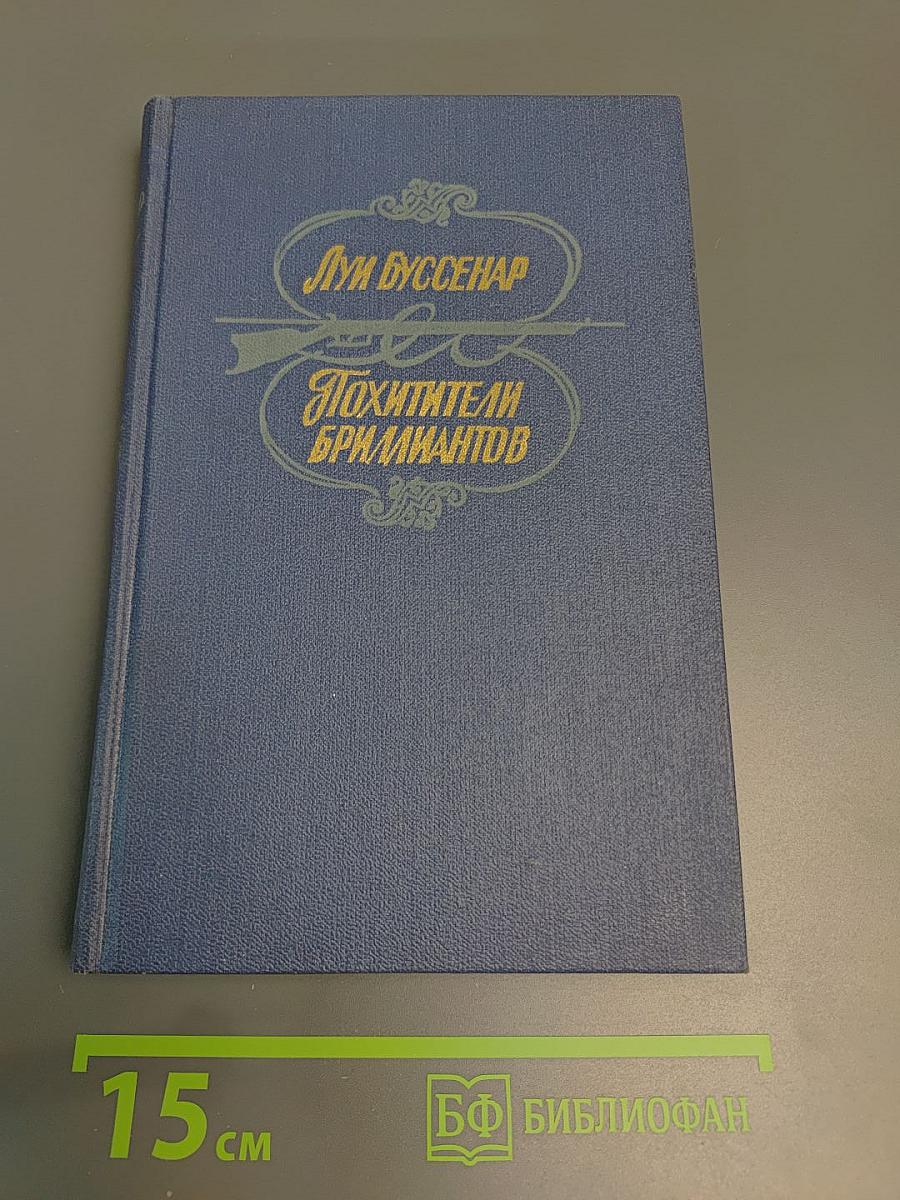 Луи Буссенар
Похитители
бриллиантов
15 см
БФ БИБЛИОФАН